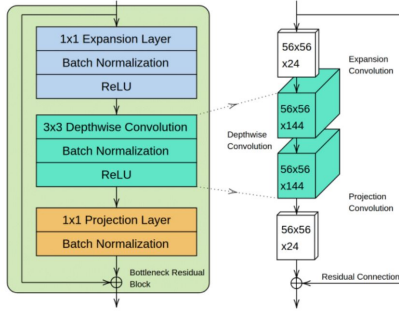 1x1 Expansion Layer
Batch Normalization
ReLU
3x3 Depthwise Convolution
Batch Normalization
ReLU
1x1 Projection Layer
Batch Normalization
Bottleneck Residual
Block
56x56
x24
Expansion
Convolution
56x56
x144
Depthwise
Convolution
56x56
x144
Projection
Convolution
56x56
x24
Residual Connection